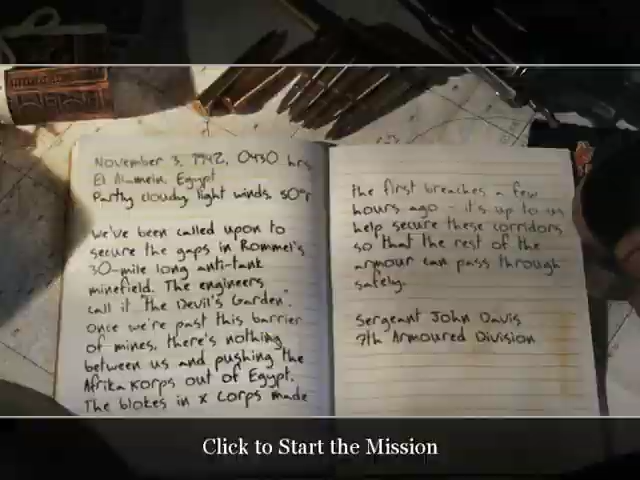 November 3, 1942, 0430 hrs
El Alamein, Egypt
Partly cloudy, light winds, 50°F
We've been called upon to
secure the gaps in Rommel's
30-mile long anti-tank
minefield. The engineers
call it "the Devil's Garden".
Once we're past this barrier
of mines, there's nothing
between us and pushing the
Afrika Korps out of Egypt.
The blokes in X Corps made
the first breaches a few
hours ago - it's up to us
help secure these corridors
so that the rest of the
armour can pass through
safely.
Sergeant John Davis
7th Armoured Division
Click to Start the Mission